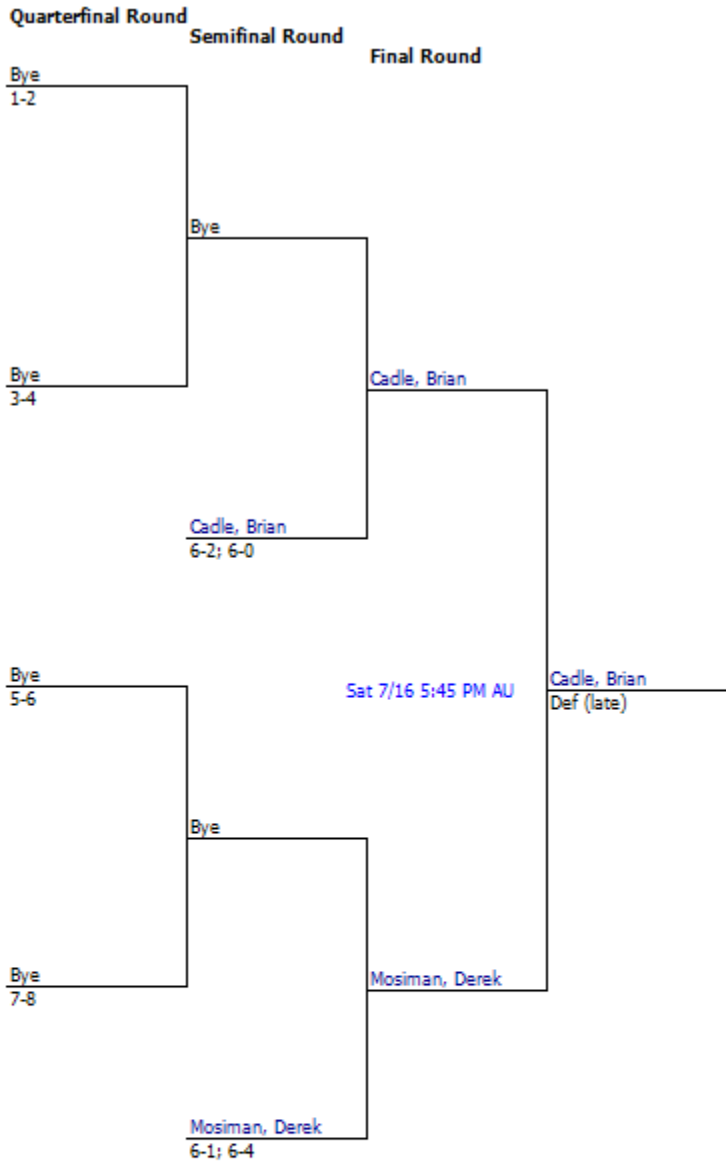 Quarterfinal Round
Semifinal Round
Final Round
Bye
1-2
Bye
Bye
3-4
Cadle, Brian
Cadle, Brian
6-2; 6-0
Bye
5-6
Sat 7/16 5:45 PM AU
Cadle, Brian
Def (late)
Bye
Bye
7-8
Mosiman, Derek
Mosiman, Derek
6-1; 6-4